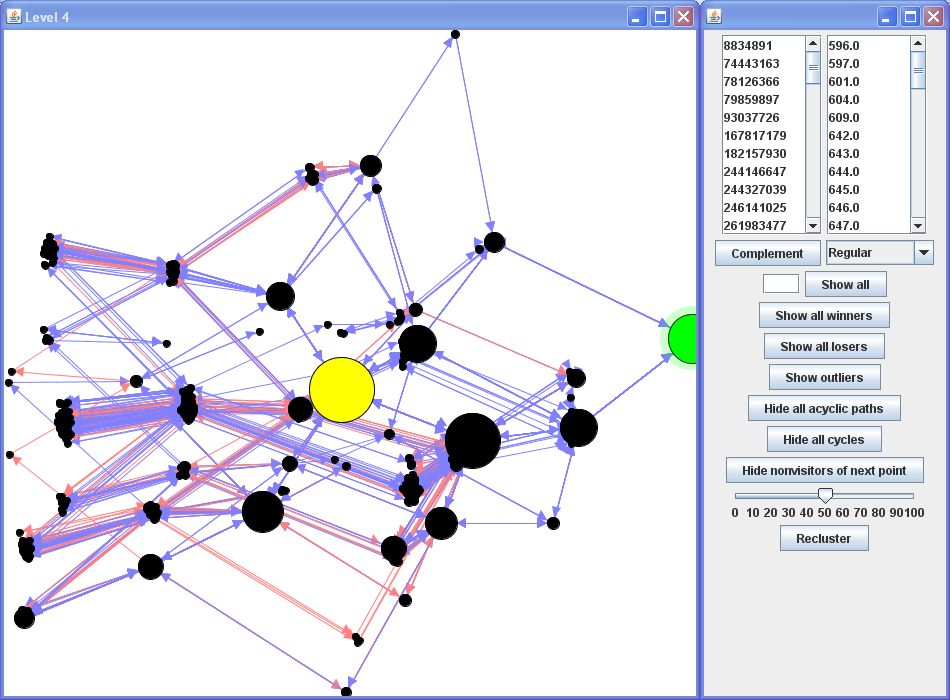 Level 4
8834891 596.0
74443163 597.0
78126366 601.0
79859897 604.0
93037726 609.0
167817179 642.0
182157930 643.0
244146647 644.0
244327039 645.0
246141025 646.0
261983477 647.0
Complement Regular
Show all
Show all winners
Show all losers
Show outliers
Hide all acyclic paths
Hide all cycles
Hide nonvisitors of next point
0 10 20 30 40 50 60 70 80 90100
Recluster